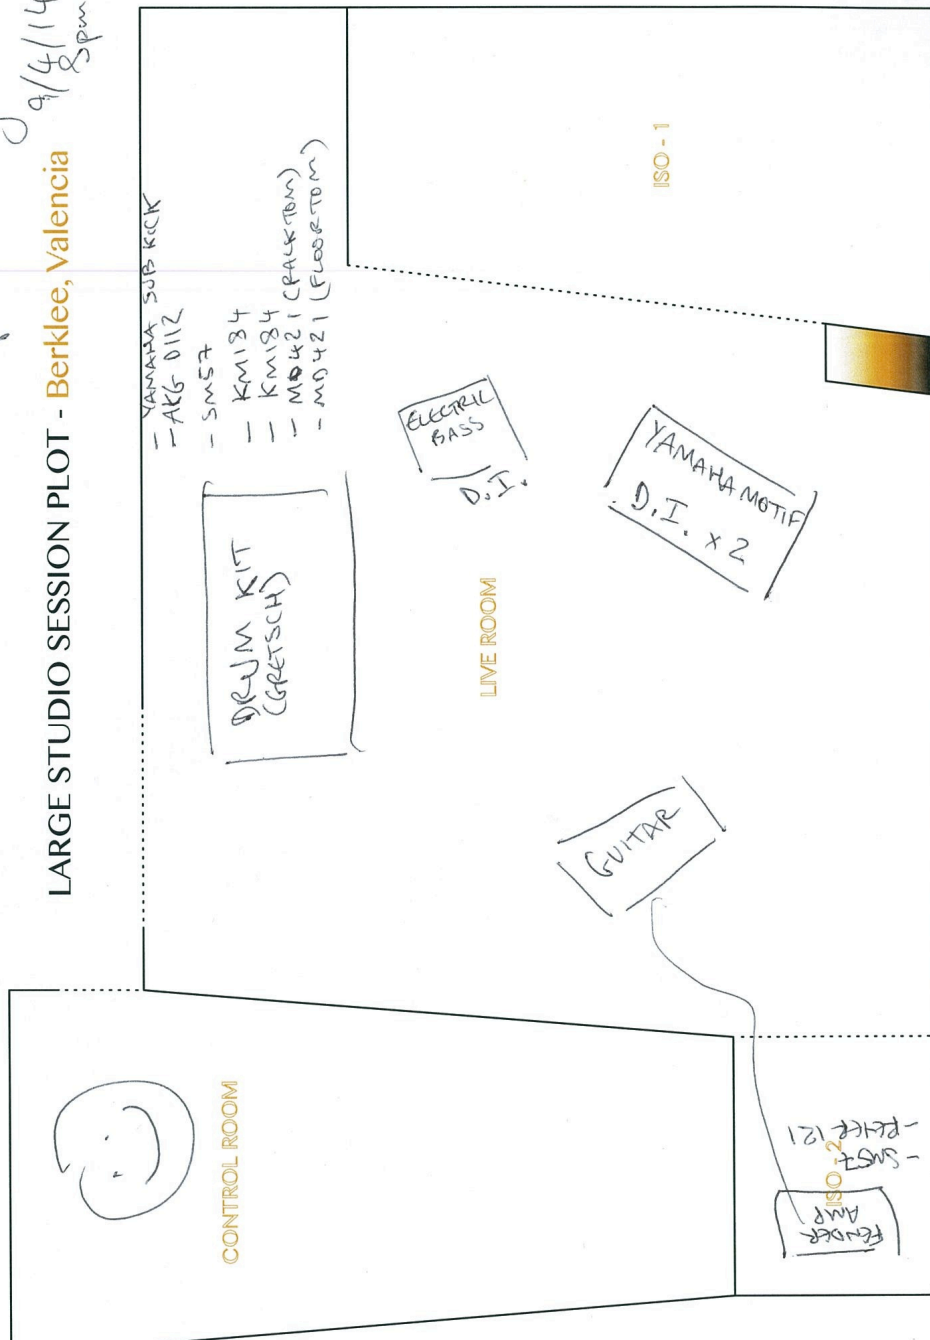 9/4/14
8pm
LARGE STUDIO SESSION PLOT - Berklee, Valencia
- YAMAHA SUB KICK
- AKG D112
- SM57
- KM184
- KM184
- MD421 (RACK TOM)
- MD421 (FLOOR TOM)
DRUM KIT
(GRETSCH)
ELECTRIC
BASS
D.I.
YAMAHA MOTIF
D.I. x 2
LIVE ROOM
GUITAR
ISO - 1
CONTROL ROOM
ISO - 2
FENDER
AMP
- SM57
- ROYER 121